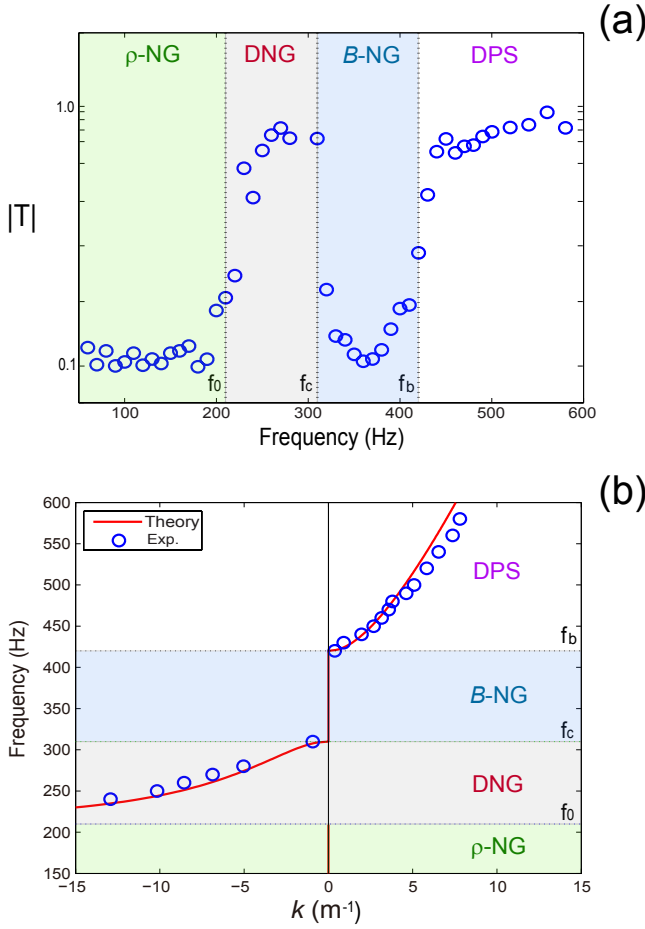 (a)
ρ-NG DNG B-NG DPS
1.0
|T|
0.1
f0 fc fb
100 200 300 400 500 600
Frequency (Hz)
(b)
600
Theory
Exp.
DPS
550
500
450
fb
400
B-NG
350
fc
300
DNG
250
f0
200
ρ-NG
150
Frequency (Hz)
−15 −10 −5 0 5 10 15
k (m-1)